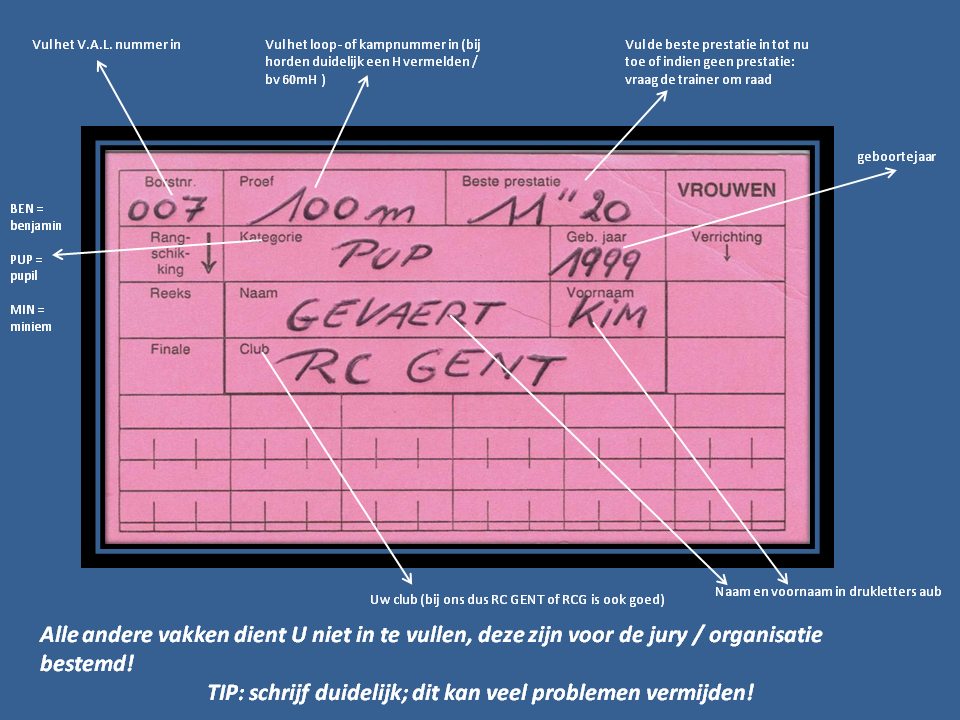 Vul het V.A.L. nummer in
Vul het loop- of kampnummer in (bij
horden duidelijk een H vermelden /
bv 60mH )
Vul de beste prestatie in tot nu
toe of indien geen prestatie:
vraag de trainer om raad
geboortejaar
BEN =
benjamin
PUP =
pupil
MIN =
miniem
Borstnr.
007
Proef
100m
Beste prestatie
11"20
VROUWEN
Rang-
schik-
king
Kategorie
PUP
Geb. jaar
1999
Verrichting
Reeks
Naam
GEVAERT
Voornaam
KiM
Finale
Club
RC GENT
Uw club (bij ons dus RC GENT of RCG is ook goed)
Naam en voornaam in drukletters aub
Alle andere vakken dient U niet in te vullen, deze zijn voor de jury / organisatie
bestemd!
TIP: schrijf duidelijk; dit kan veel problemen vermijden!